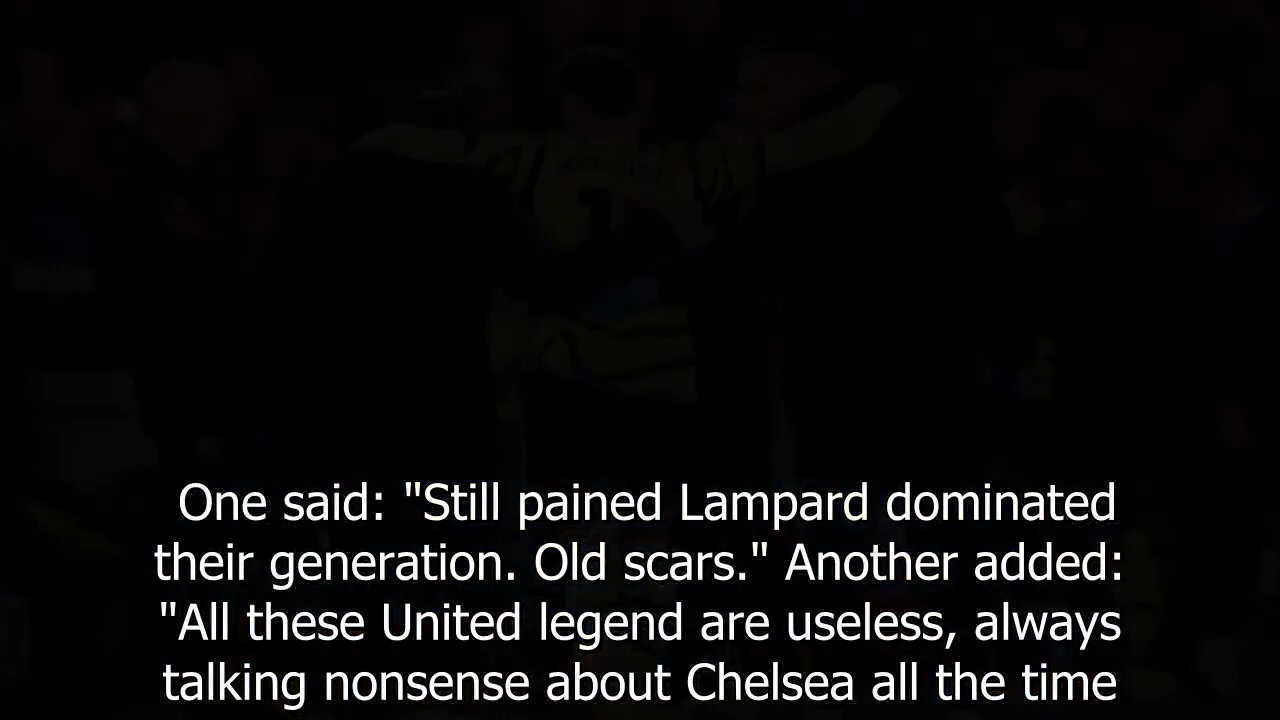 One said: "Still pained Lampard dominated
their generation. Old scars." Another added:
"All these United legend are useless, always
talking nonsense about Chelsea all the time